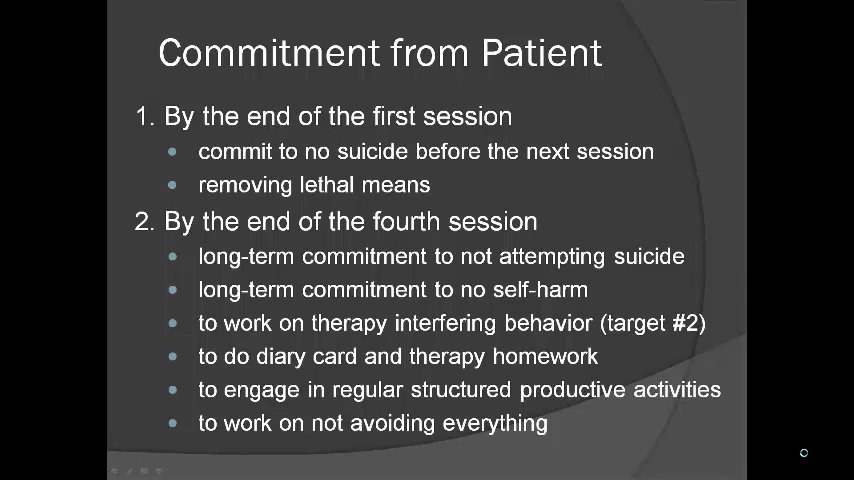 Commitment from Patient
1. By the end of the first session
• commit to no suicide before the next session
• removing lethal means
2. By the end of the fourth session
• long-term commitment to not attempting suicide
• long-term commitment to no self-harm
• to work on therapy interfering behavior (target #2)
• to do diary card and therapy homework
• to engage in regular structured productive activities
• to work on not avoiding everything